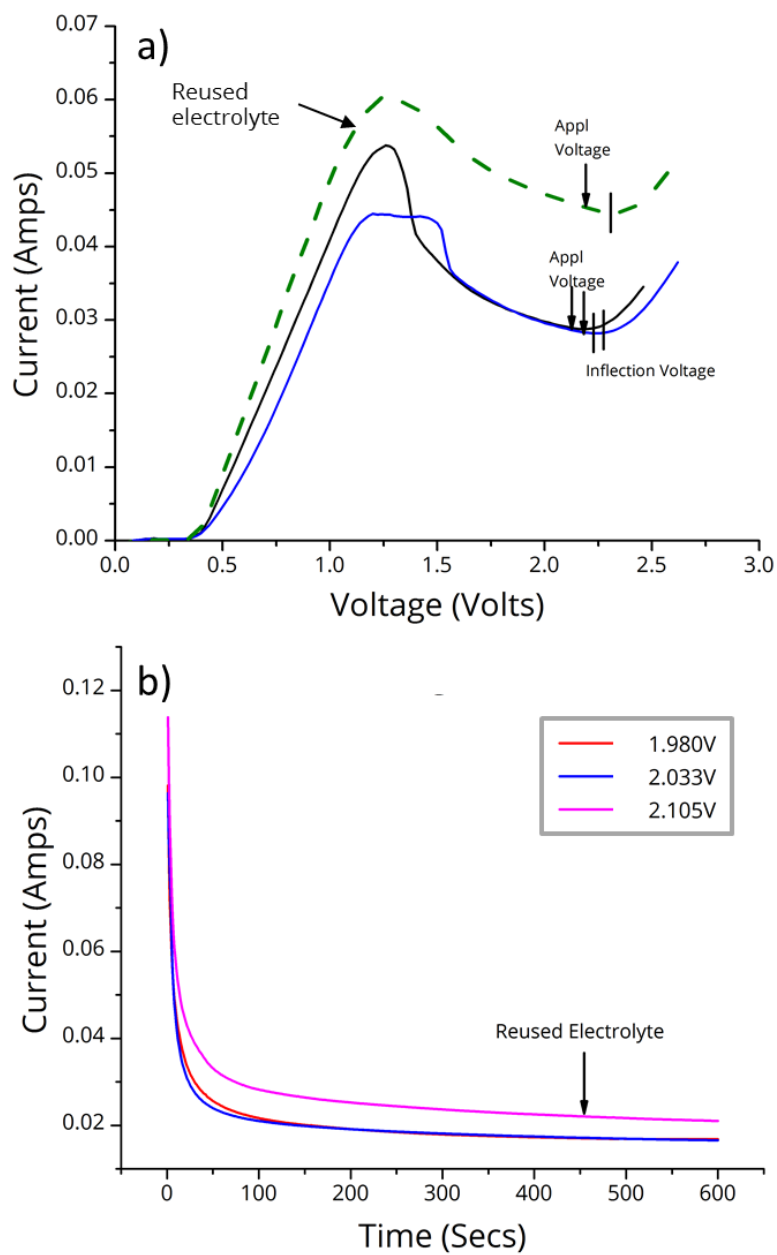 a)
0.07
0.06
0.05
0.04
0.03
0.02
0.01
0.00
Current (Amps)
Reused
electrolyte
Appl
Voltage
Appl
Voltage
Inflection Voltage
0.0 0.5 1.0 1.5 2.0 2.5 3.0
Voltage (Volts)
b)
0.12
0.10
0.08
0.06
0.04
0.02
Current (Amps)
1.980V
2.033V
2.105V
Reused Electrolyte
0 100 200 300 400 500 600
Time (Secs)